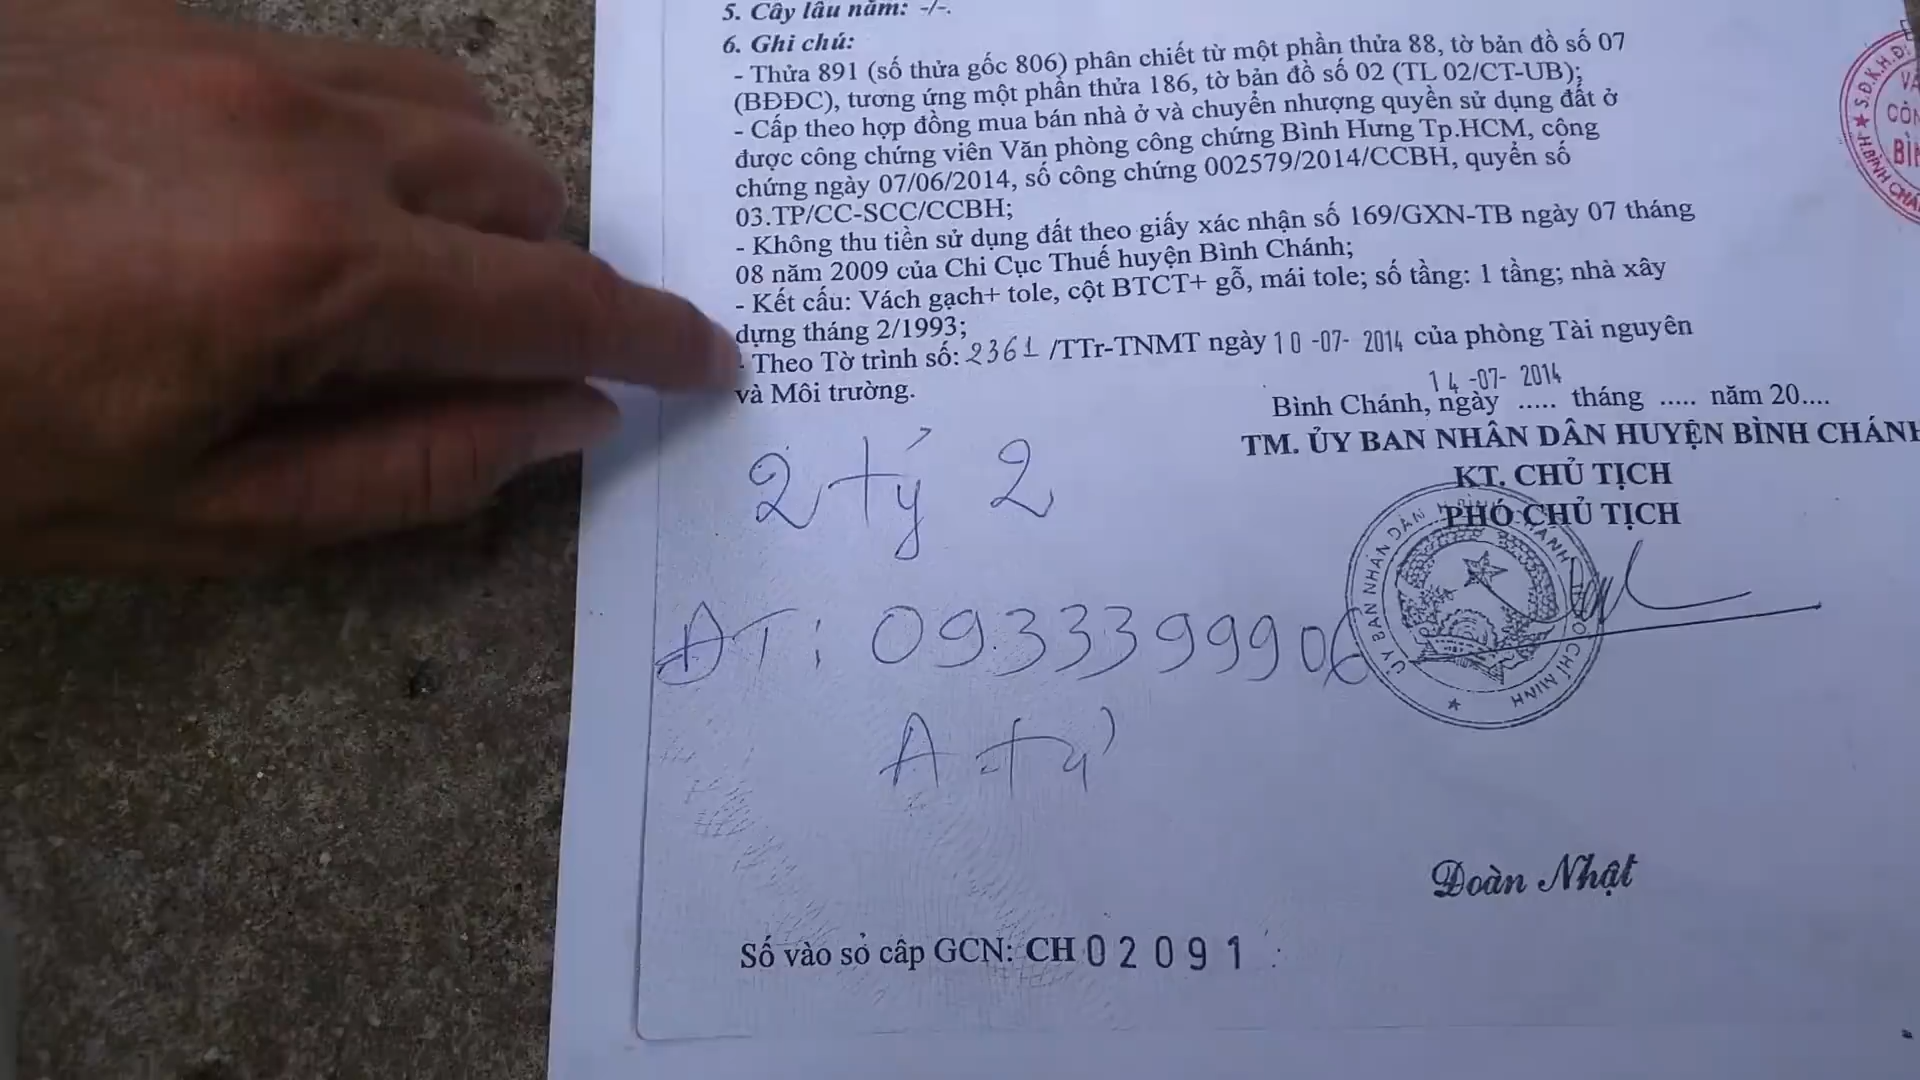 5. Cây lâu năm: -/-.
6. Ghi chú:
- Thửa 891 (số thửa gốc 806) phân chiết từ một phần thửa 88, tờ bản đồ số 07
(BĐĐC), tương ứng một phần thửa 186, tờ bản đồ số 02 (TL 02/CT-UB);
- Cấp theo hợp đồng mua bán nhà ở và chuyển nhượng quyền sử dụng đất ở
được công chứng viên Văn phòng công chứng Bình Hưng Tp.HCM, công
chứng ngày 07/06/2014, số công chứng 002579/2014/CCBH, quyển số
03.TP/CC-SCC/CCBH;
- Không thu tiền sử dụng đất theo giấy xác nhận số 169/GXN-TB ngày 07 tháng
08 năm 2009 của Chi Cục Thuế huyện Bình Chánh;
- Kết cấu: Vách gạch+ tole, cột BTCT+ gỗ, mái tole; số tầng: 1 tầng; nhà xây
dựng tháng 2/1993;
- Theo Tờ trình số: 2361 /TTr-TNMT ngày 10-07-2014 của phòng Tài nguyên
và Môi trường.
14-07-2014
Bình Chánh, ngày ..... tháng ..... năm 20....
TM. ỦY BAN NHÂN DÂN HUYỆN BÌNH CHÁNH
KT. CHỦ TỊCH
PHÓ CHỦ TỊCH
2 tỷ 2
ĐT: 0933399906
A Tư
Đoàn Nhật
Số vào sổ cấp GCN: CH 02091